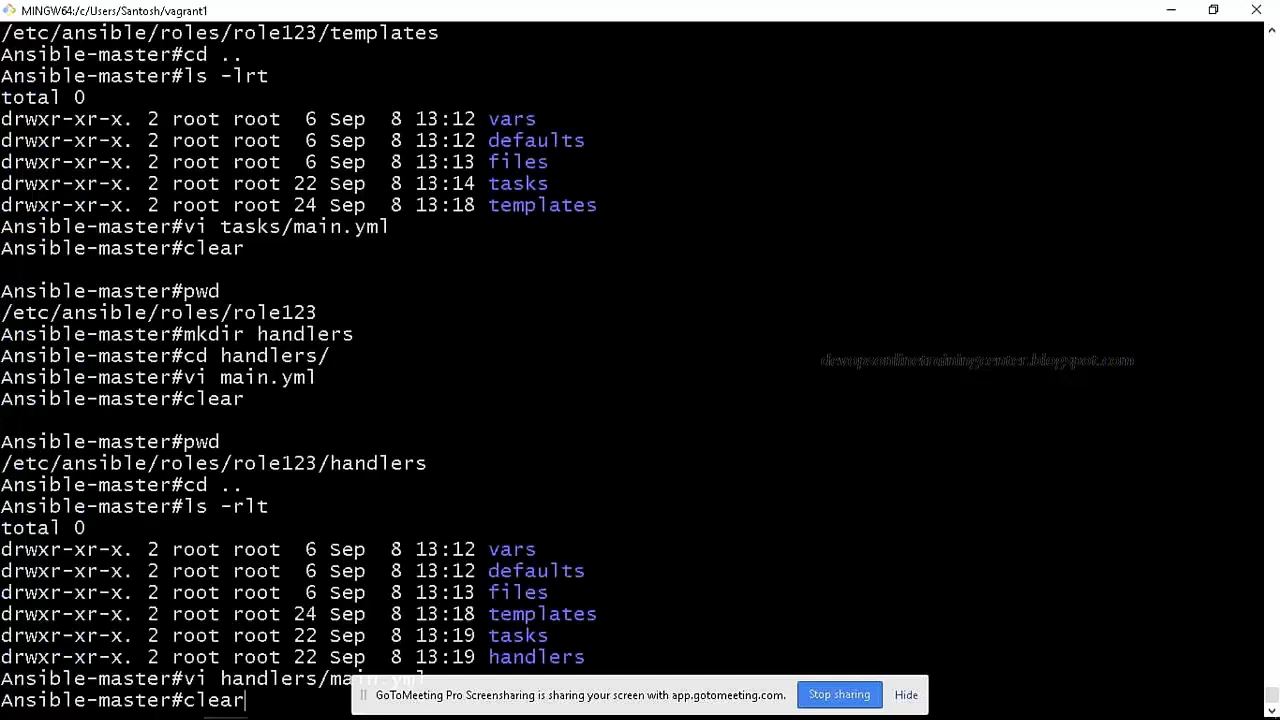 MINGW64:/c/Users/Santosh/vagrant1
/etc/ansible/roles/role123/templates
Ansible-master#cd ..
Ansible-master#ls -lrt
total 0
drwxr-xr-x. 2 root root  6 Sep  8 13:12 vars
drwxr-xr-x. 2 root root  6 Sep  8 13:12 defaults
drwxr-xr-x. 2 root root  6 Sep  8 13:13 files
drwxr-xr-x. 2 root root 22 Sep  8 13:14 tasks
drwxr-xr-x. 2 root root 24 Sep  8 13:18 templates
Ansible-master#vi tasks/main.yml
Ansible-master#clear
Ansible-master#pwd
/etc/ansible/roles/role123
Ansible-master#mkdir handlers
Ansible-master#cd handlers/
devopsonlinetrainingcenter.blogspot.com
Ansible-master#vi main.yml
Ansible-master#clear
Ansible-master#pwd
/etc/ansible/roles/role123/handlers
Ansible-master#cd ..
Ansible-master#ls -rlt
total 0
drwxr-xr-x. 2 root root  6 Sep  8 13:12 vars
drwxr-xr-x. 2 root root  6 Sep  8 13:12 defaults
drwxr-xr-x. 2 root root  6 Sep  8 13:13 files
drwxr-xr-x. 2 root root 24 Sep  8 13:18 templates
drwxr-xr-x. 2 root root 22 Sep  8 13:19 tasks
drwxr-xr-x. 2 root root 22 Sep  8 13:19 handlers
Ansible-master#vi handlers/main.yml
GoToMeeting Pro Screensharing is sharing your screen with app.gotomeeting.com. Stop sharing Hide
Ansible-master#clear